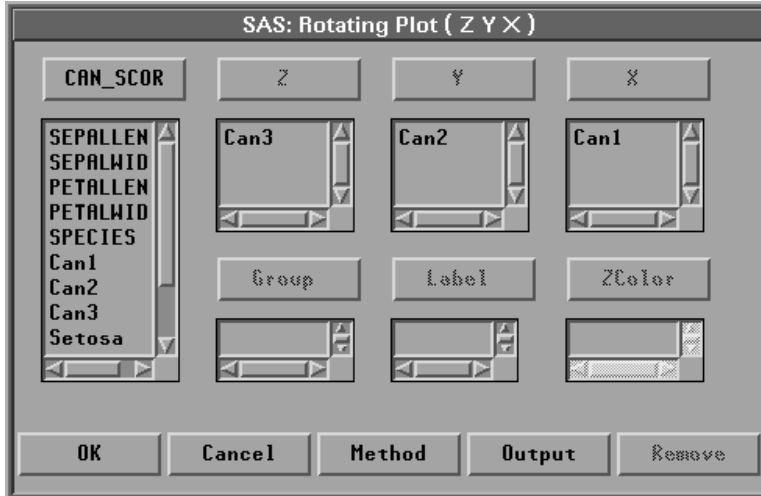 SAS: Rotating Plot ( Z Y X )
CAN_SCOR Z Y X
SEPALLEN
SEPALWID
PETALLEN
PETALWID
SPECIES
Can1
Can2
Can3
Setosa
Can3
Can2
Can1
Group Label ZColor
OK Cancel Method Output Remove